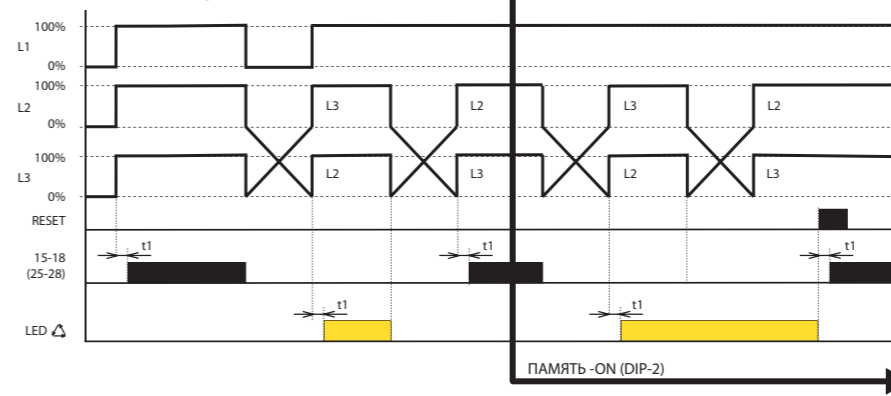 100%
L1
0%
100%
L2
0%
L3
L2
L3
L2
100%
L3
0%
L2
L3
L2
L3
RESET
15-18
(25-28)
t1
t1
t1
LED
t1
t1
ПАМЯТЬ -ON (DIP-2)